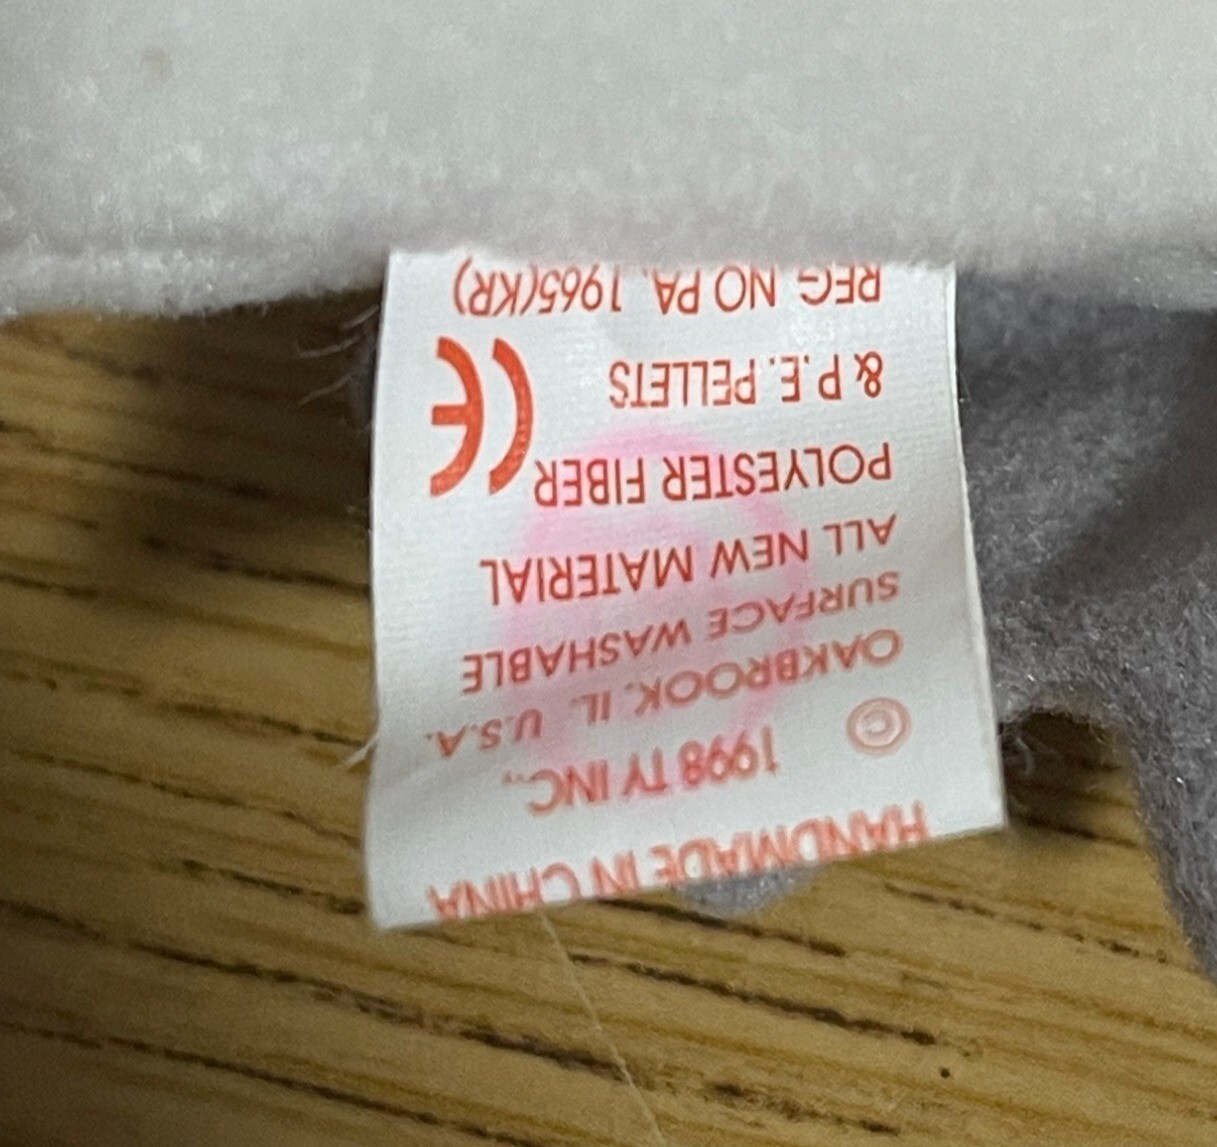 HANDMADE IN CHINA
© 1998 TY INC.,
OAKBROOK, IL. U.S.A.
SURFACE WASHABLE
ALL NEW MATERIAL
POLYESTER FIBER
& P.E. PELLETS CE
REG. NO PA. 1965(KR)